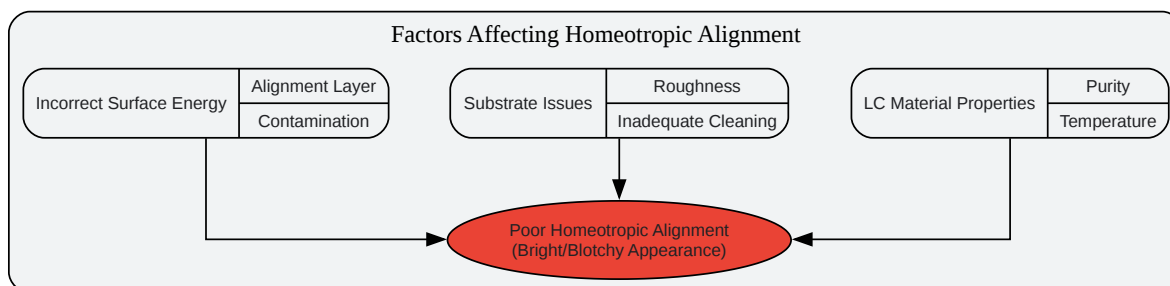 Factors Affecting Homeotropic Alignment
Incorrect Surface Energy
Alignment Layer
Contamination
Substrate Issues
Roughness
Inadequate Cleaning
LC Material Properties
Purity
Temperature
Poor Homeotropic Alignment
(Bright/Blotchy Appearance)